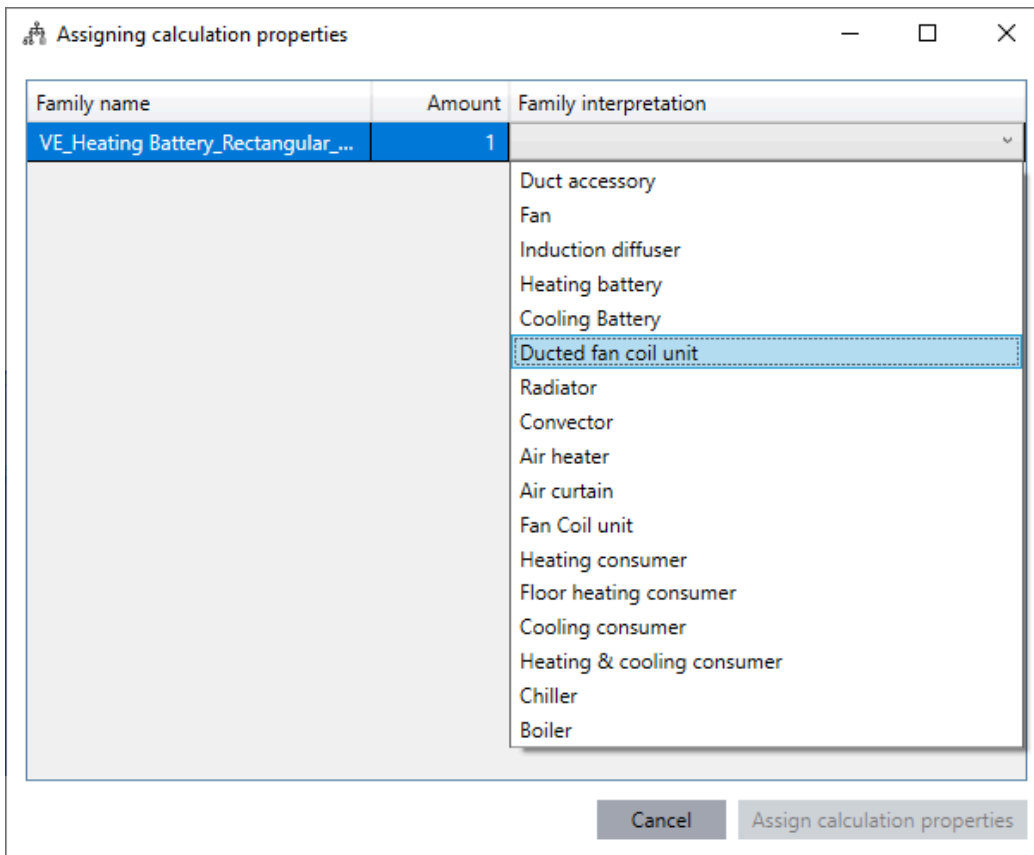 Assigning calculation properties
Family name Amount Family interpretation
VE_Heating Battery_Rectangular_... 1
Duct accessory
Fan
Induction diffuser
Heating battery
Cooling Battery
Ducted fan coil unit
Radiator
Convector
Air heater
Air curtain
Fan Coil unit
Heating consumer
Floor heating consumer
Cooling consumer
Heating & cooling consumer
Chiller
Boiler
Cancel Assign calculation properties